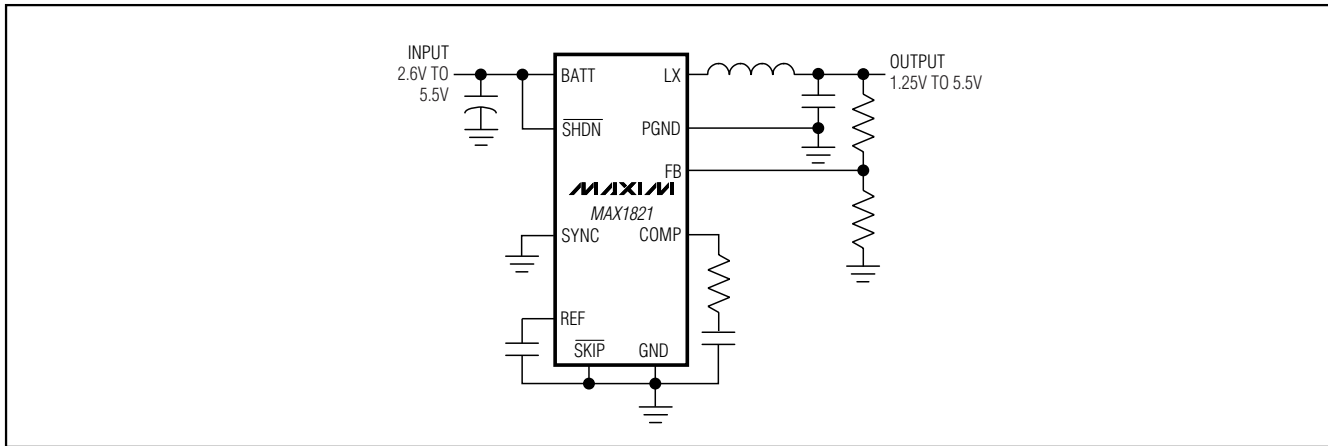 INPUT
2.6V TO
5.5V
BATT
SHDN
SYNC
REF
SKIP
GND
LX
PGND
FB
MAXIM
MAX1821
COMP
OUTPUT
1.25V TO 5.5V